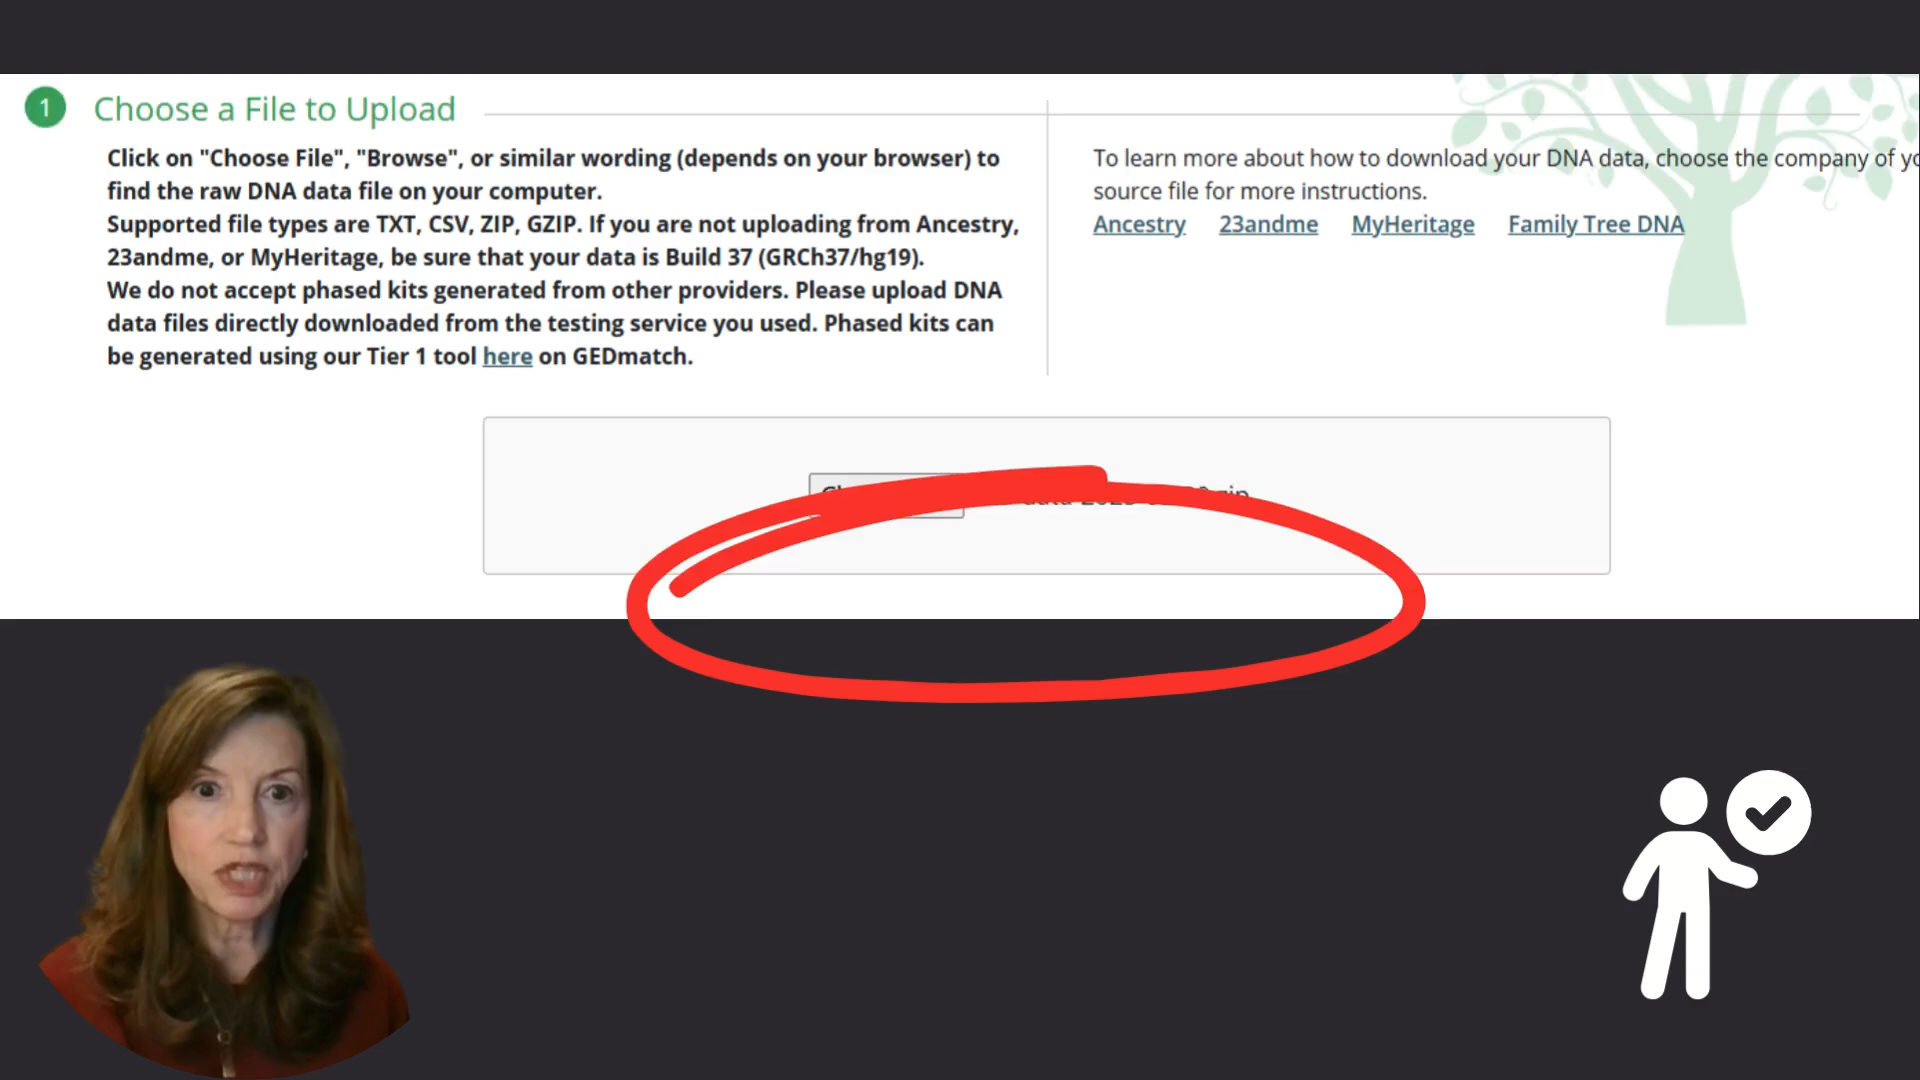 1 Choose a File to Upload
Click on "Choose File", "Browse", or similar wording (depends on your browser) to
find the raw DNA data file on your computer.
Supported file types are TXT, CSV, ZIP, GZIP. If you are not uploading from Ancestry,
23andme, or MyHeritage, be sure that your data is Build 37 (GRCh37/hg19).
We do not accept phased kits generated from other providers. Please upload DNA
data files directly downloaded from the testing service you used. Phased kits can
be generated using our Tier 1 tool here on GEDmatch.
To learn more about how to download your DNA data, choose the company of yo
source file for more instructions.
Ancestry 23andme MyHeritage Family Tree DNA